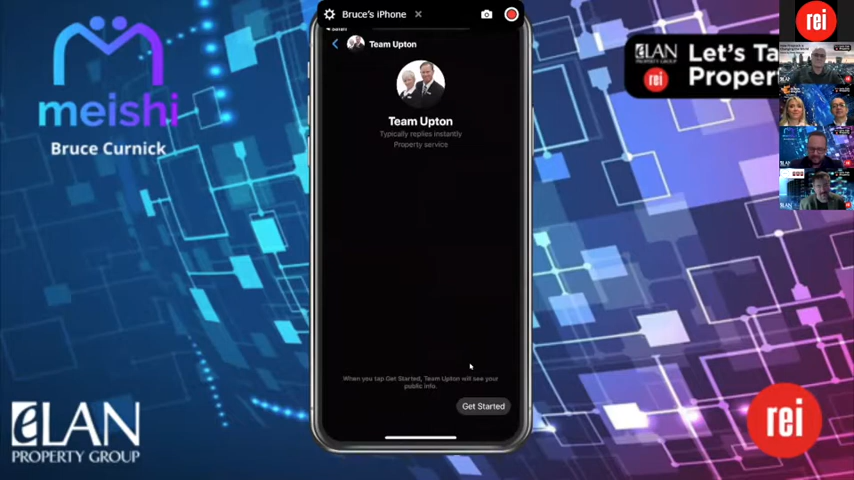 Bruce's iPhone
Team Upton
Team Upton
Typically replies instantly
Property service
When you tap Get Started, Team Upton will see your
public info.
Get Started
meishi
Bruce Curnick
eLAN
PROPERTY GROUP
eLAN
PROPERTY GROUP
rei
Let's Ta
Proper
rei
rei